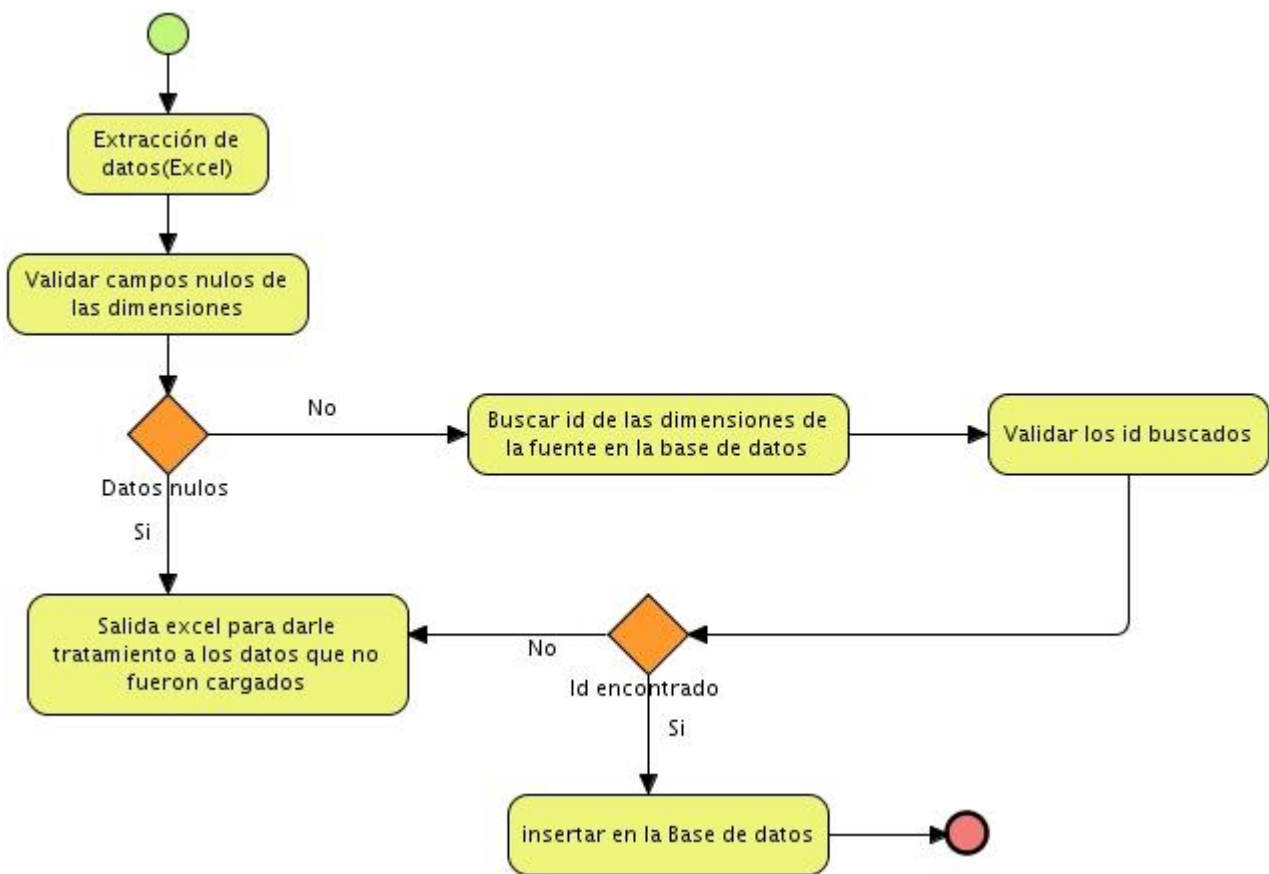 Extracción de
datos(Excel)
Validar campos nulos de
las dimensiones
No
Buscar id de las dimensiones de
la fuente en la base de datos
Validar los id buscados
Datos nulos
Si
Salida excel para darle
tratamiento a los datos que no
fueron cargados
No
Id encontrado
Si
insertar en la Base de datos